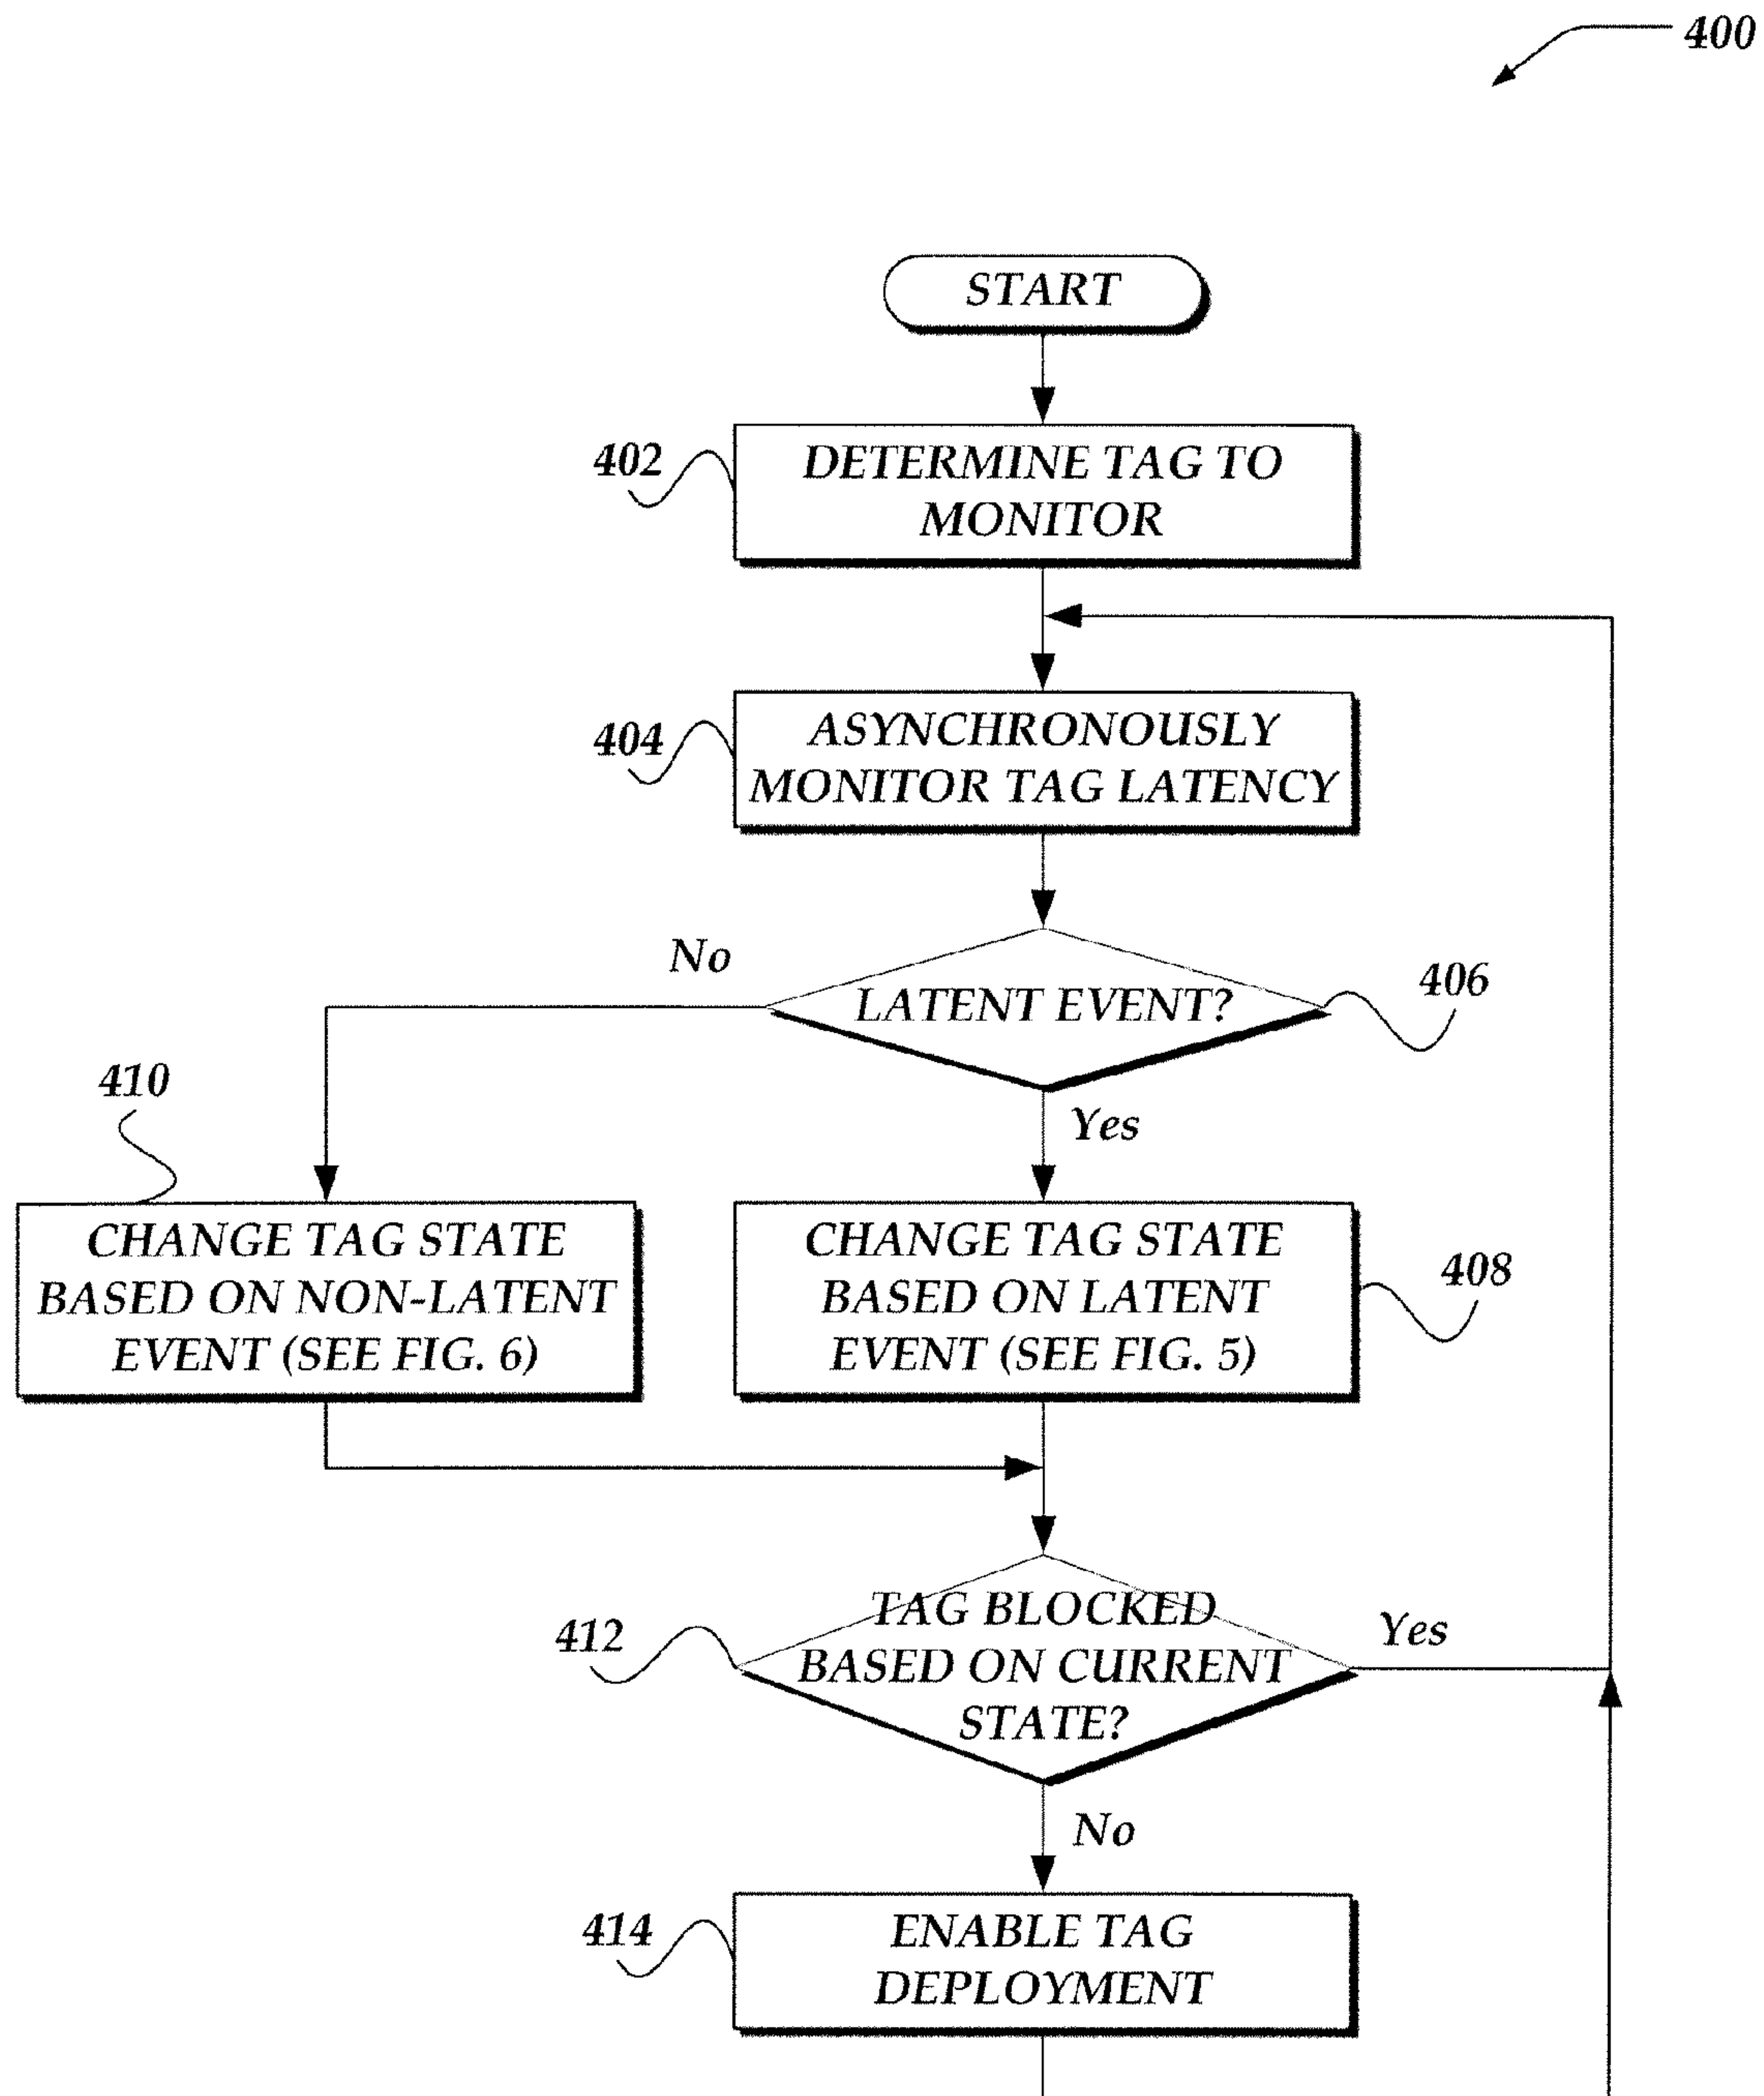 400
START
402
DETERMINE TAG TO
MONITOR
404
ASYNCHRONOUSLY
MONITOR TAG LATENCY
No
LATENT EVENT?
406
Yes
410
CHANGE TAG STATE
BASED ON NON-LATENT
EVENT (SEE FIG. 6)
CHANGE TAG STATE
BASED ON LATENT
EVENT (SEE FIG. 5)
408
412
TAG BLOCKED
BASED ON CURRENT
STATE?
Yes
No
414
ENABLE TAG
DEPLOYMENT